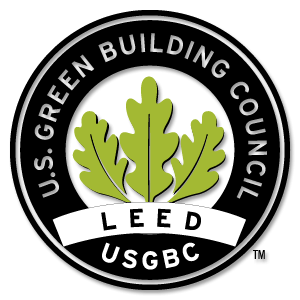 U.S. GREEN BUILDING COUNCIL
LEED
USGBC
TM